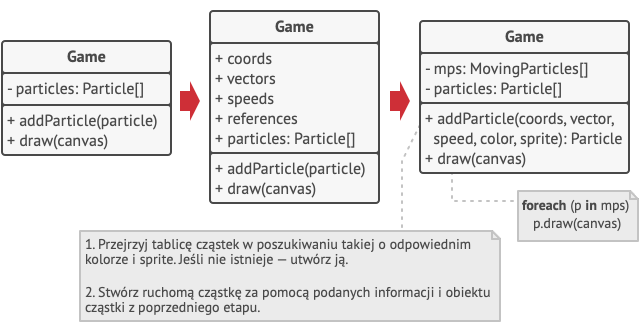 Game
- particles: Particle[]
+ addParticle(particle)
+ draw(canvas)
Game
+ coords
+ vectors
+ speeds
+ references
+ particles: Particle[]
+ addParticle(particle)
+ draw(canvas)
Game
- mps: MovingParticles[]
- particles: Particle[]
+ addParticle(coords, vector,
speed, color, sprite): Particle
+ draw(canvas)
foreach (p in mps)
p.draw(canvas)
1. Przejrzyj tablicę cząstek w poszukiwaniu takiej o odpowiednim
kolorze i sprite. Jeśli nie istnieje — utwórz ją.
2. Stwórz ruchomą cząstkę za pomocą podanych informacji i obiektu
cząstki z poprzedniego etapu.